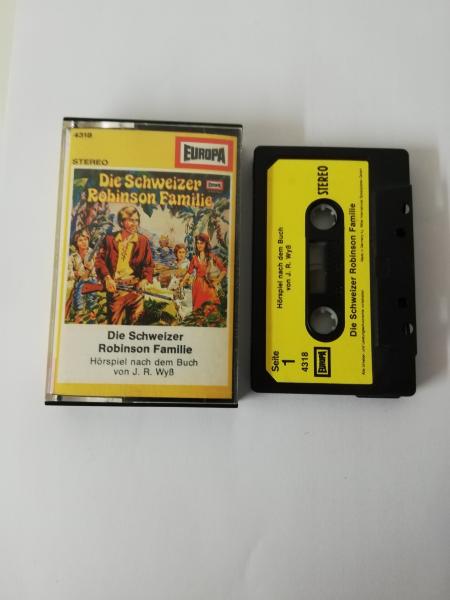 4318
EUROPA
STEREO
Die Schweizer
Robinson Familie
Die Schweizer
Robinson Familie
Hörspiel nach dem Buch
von J. R. Wyß
STEREO
Hörspiel nach dem Buch
von J. R. Wyß
Die Schweizer Robinson Familie
Seite
1
4318
EUROPA